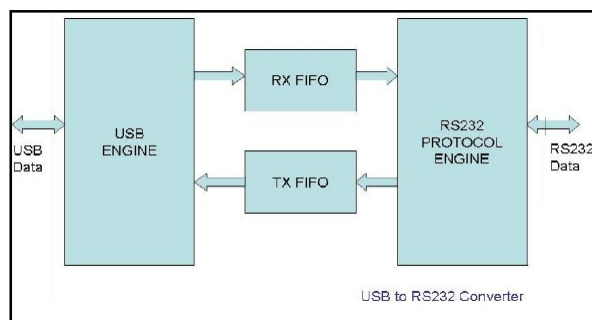 RX FIFO
USB
ENGINE
RS232
PROTOCOL
ENGINE
USB
Data
RS232
Data
TX FIFO
USB to RS232 Converter